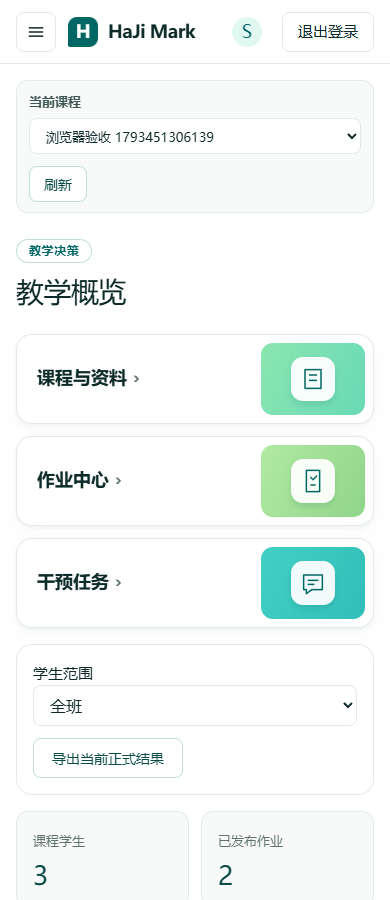 H HaJi Mark S 退出登录
当前课程
浏览器验收 1793451306139
刷新
教学决策
教学概览
课程与资料 ›
作业中心 ›
干预任务 ›
学生范围
全班
导出当前正式结果
课程学生
3
已发布作业
2